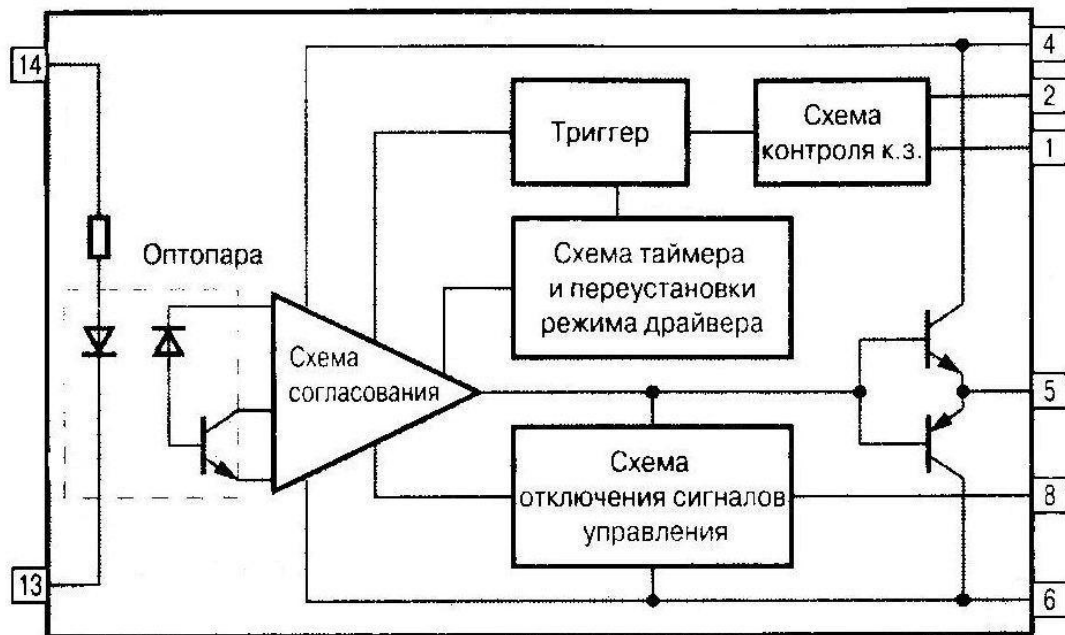 14
4
2
1
Триггер
Схема
контроля к.з.
Оптопара
Схема таймера
и переустановки
режима драйвера
Схема
согласования
5
Схема
отключения сигналов
управления
8
13
6